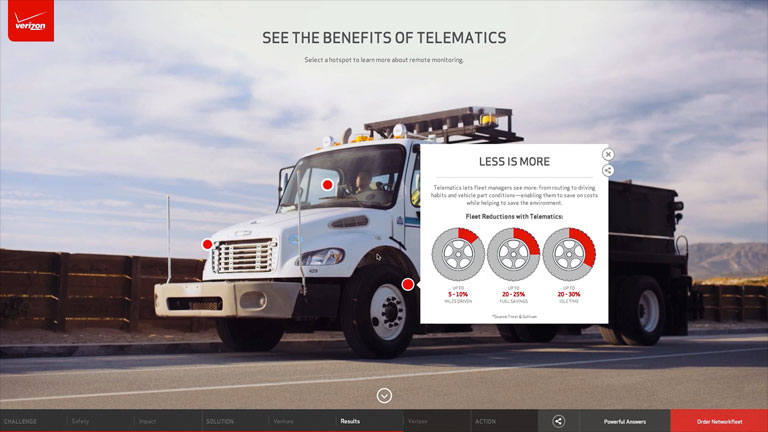 verizon
SEE THE BENEFITS OF TELEMATICS
Select a hotspot to learn more about remote monitoring.
LESS IS MORE
Telematics lets fleet managers see more: from routing to driving
habits and vehicle part conditions—enabling them to save on costs
while helping to save the environment.
Fleet Reductions with Telematics:
UP TO
5 - 10%
MILES DRIVEN
UP TO
20 - 25%
FUEL SAVINGS
UP TO
20 - 30%
IDLE TIME
*Source: Frost & Sullivan
CHALLENGE
Safety
Impact
SOLUTION
Venture
Results
Verizon
ACTION
Powerful Answers
Order Networkfleet